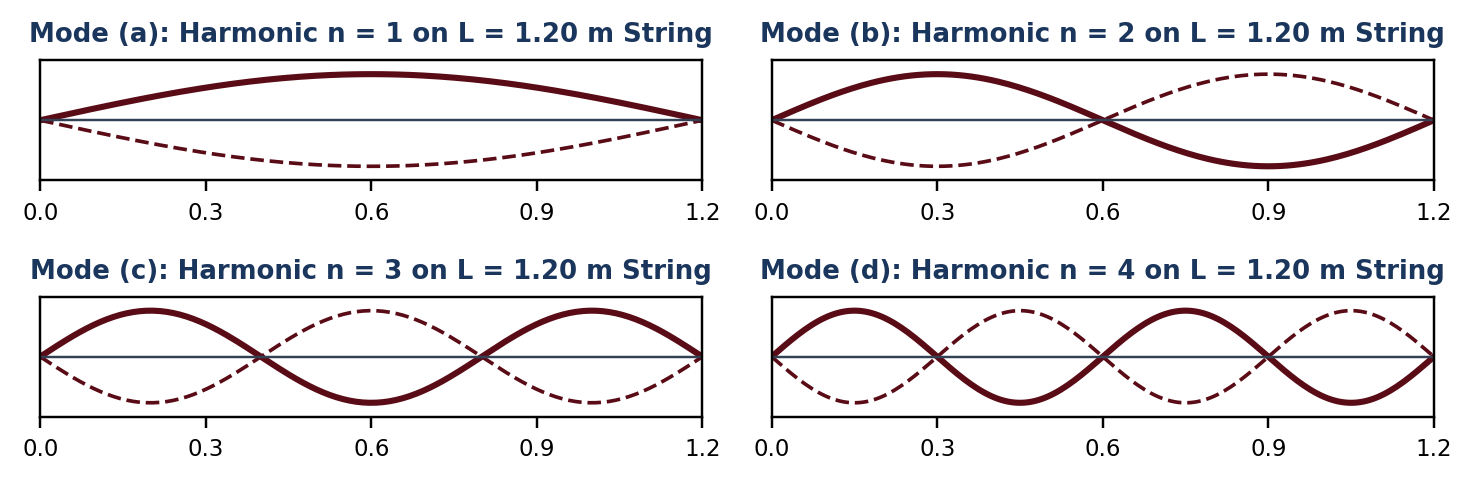 Mode (a): Harmonic n = 1 on L = 1.20 m String
0.0 0.3 0.6 0.9 1.2
Mode (b): Harmonic n = 2 on L = 1.20 m String
0.0 0.3 0.6 0.9 1.2
Mode (c): Harmonic n = 3 on L = 1.20 m String
0.0 0.3 0.6 0.9 1.2
Mode (d): Harmonic n = 4 on L = 1.20 m String
0.0 0.3 0.6 0.9 1.2